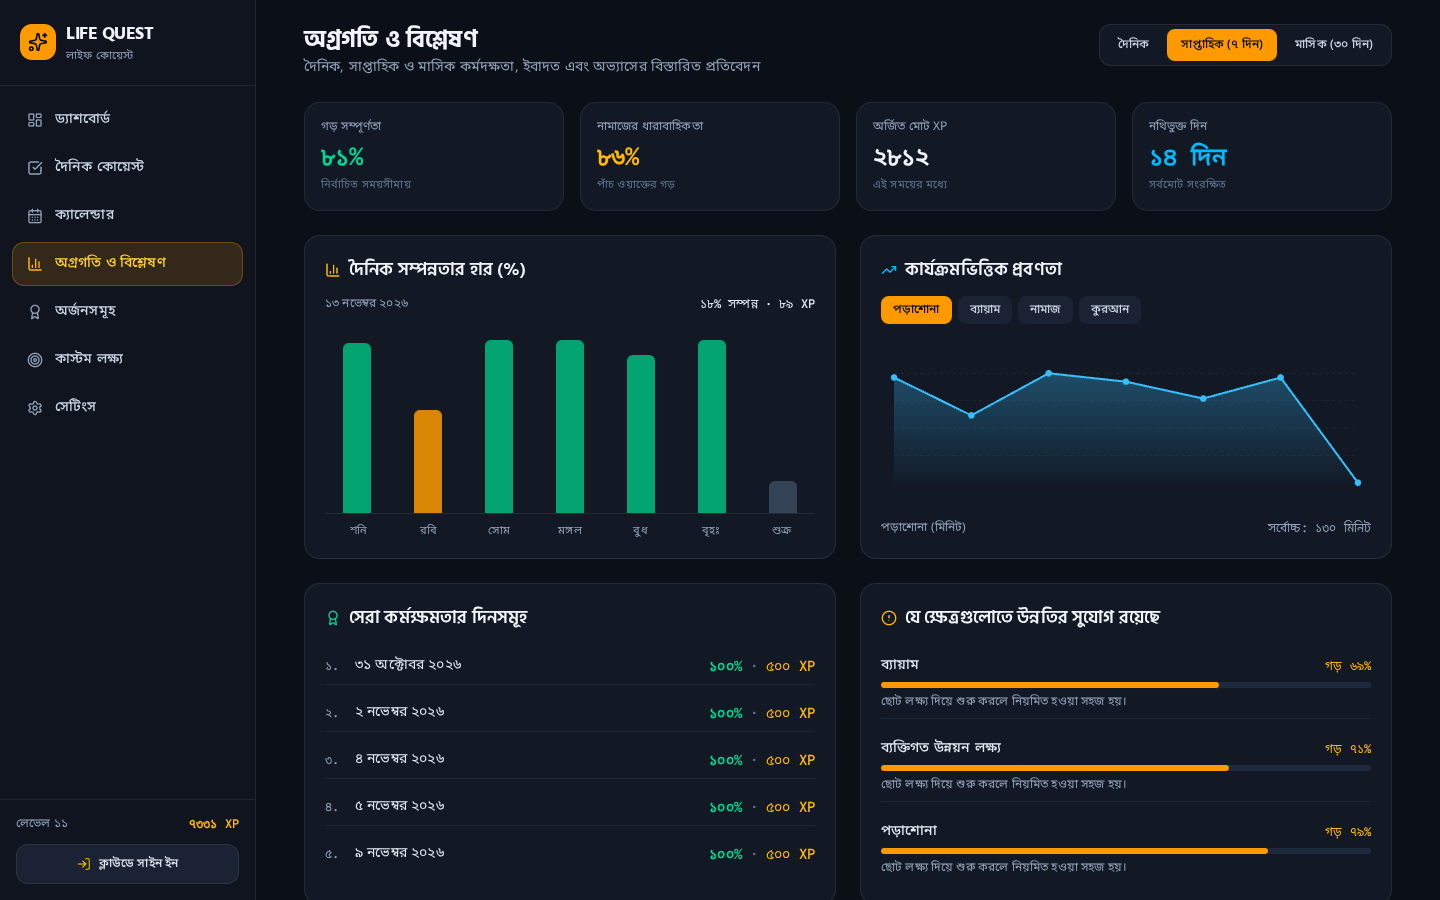 LIFE QUEST
লাইফ কোয়েস্ট
ড্যাশবোর্ড
দৈনিক কোয়েস্ট
ক্যালেন্ডার
অগ্রগতি ও বিশ্লেষণ
অর্জনসমূহ
কাস্টম লক্ষ্য
সেটিংস
লেভেল ১১
৭৩৩১ XP
ক্লাউডে সাইন ইন
অগ্রগতি ও বিশ্লেষণ
দৈনিক, সাপ্তাহিক ও মাসিক কর্মদক্ষতা, ইবাদত এবং অভ্যাসের বিস্তারিত প্রতিবেদন
দৈনিক
সাপ্তাহিক (৭ দিন)
মাসিক (৩০ দিন)
গড় সম্পূর্ণতা
৮১%
নির্বাচিত সময়সীমায়
নামাজের ধারাবাহিকতা
৮৬%
পাঁচ ওয়াক্তের গড়
অর্জিত মোট XP
২৮১২
এই সময়ের মধ্যে
নথিভুক্ত দিন
১৪ দিন
সর্বমোট সংরক্ষিত
দৈনিক সম্পন্নতার হার (%)
১৩ নভেম্বর ২০২৬
১৮% সম্পন্ন · ৮৯ XP
শনি
রবি
সোম
মঙ্গল
বুধ
বৃহঃ
শুক্র
কার্যক্রমভিত্তিক প্রবণতা
পড়াশোনা
ব্যায়াম
নামাজ
কুরআন
পড়াশোনা (মিনিট)
সর্বোচ্চ: ১৩০ মিনিট
সেরা কর্মক্ষমতার দিনসমূহ
১. ৩১ অক্টোবর ২০২৬ ১০০% · ৫০০ XP
২. ২ নভেম্বর ২০২৬ ১০০% · ৫০০ XP
৩. ৪ নভেম্বর ২০২৬ ১০০% · ৫০০ XP
৪. ৫ নভেম্বর ২০২৬ ১০০% · ৫০০ XP
৫. ৯ নভেম্বর ২০২৬ ১০০% · ৫০০ XP
যে ক্ষেত্রগুলোতে উন্নতির সুযোগ রয়েছে
ব্যায়াম
গড় ৬৯%
ছোট লক্ষ্য দিয়ে শুরু করলে নিয়মিত হওয়া সহজ হয়।
ব্যক্তিগত উন্নয়ন লক্ষ্য
গড় ৭১%
ছোট লক্ষ্য দিয়ে শুরু করলে নিয়মিত হওয়া সহজ হয়।
পড়াশোনা
গড় ৭৯%
ছোট লক্ষ্য দিয়ে শুরু করলে নিয়মিত হওয়া সহজ হয়।